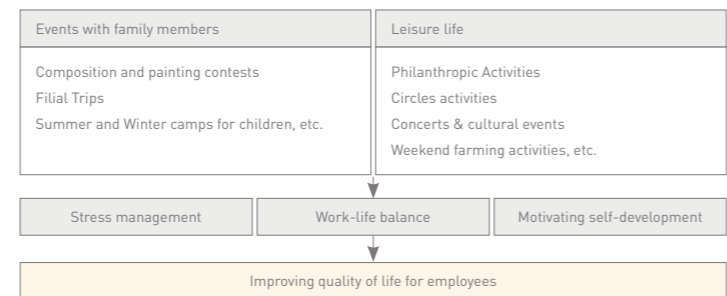 Events with family members
Composition and painting contests
Filial Trips
Summer and Winter camps for children, etc.
Leisure life
Philanthropic Activities
Circles activities
Concerts & cultural events
Weekend farming activities, etc.
Stress management
Work-life balance
Motivating self-development
Improving quality of life for employees